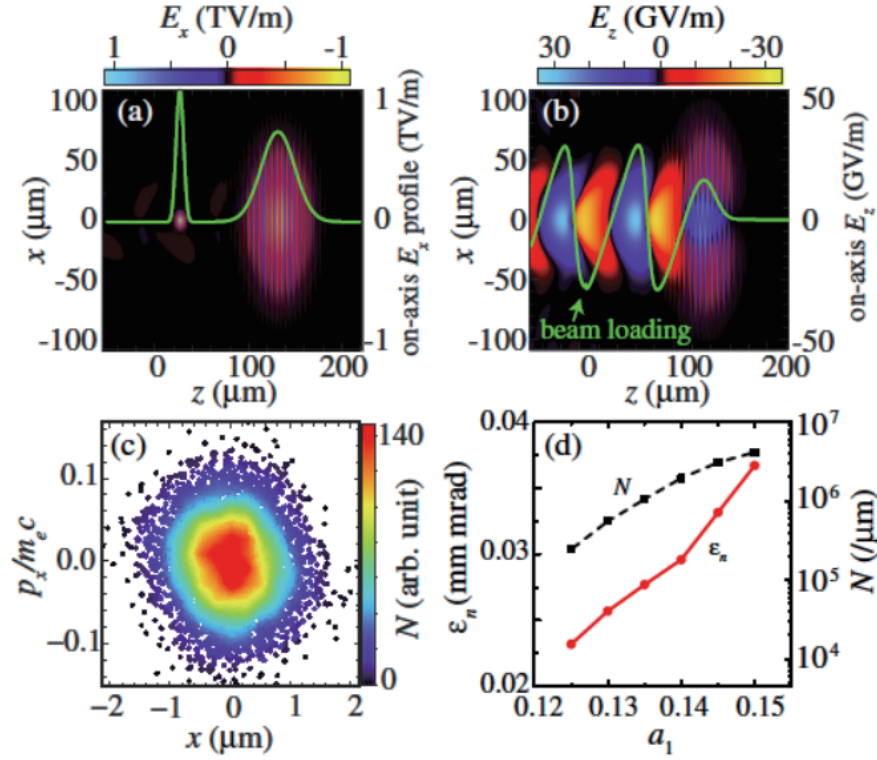 E_x (TV/m)
1 0 -1
(a)
100
50
0
-50
-100
x (μm)
0 100 200
z (μm)
1
0
-1
on-axis E_x profile (TV/m)
E_z (GV/m)
30 0 -30
(b)
100
50
0
-50
-100
x (μm)
beam loading
0 100 200
z (μm)
50
0
-50
on-axis E_z (GV/m)
(c)
0.1
0.0
−0.1
p_x/m_e c
−2 −1 0 1 2
x (μm)
140
0
N (arb. unit)
(d)
0.04
0.03
0.02
ε_n (mm mrad)
N
ε_n
0.12 0.13 0.14 0.15
a_1
10^7
10^6
10^5
10^4
N (/μm)